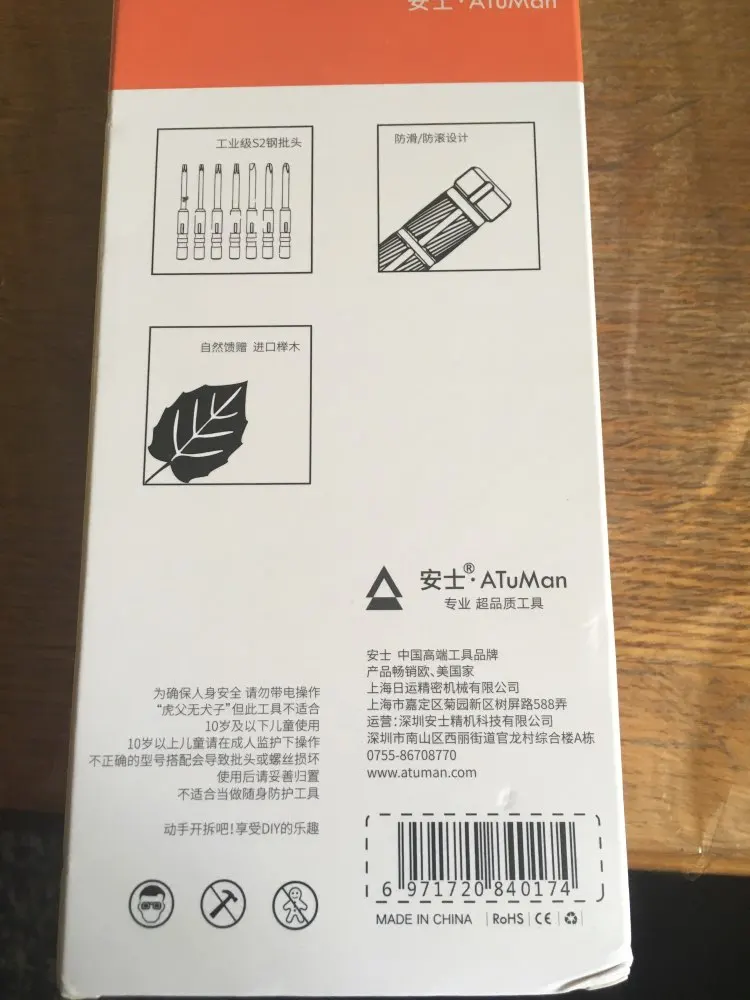 安士·ATuMan
工业级S2钢批头
防滑/防滚设计
自然馈赠 进口榉木
安士®·ATuMan
专业 超品质工具
安士 中国高端工具品牌
产品畅销欧、美国家
上海日运精密机械有限公司
上海市嘉定区菊园新区树屏路588弄
运营:深圳安士精机科技有限公司
深圳市南山区西丽街道官龙村综合楼A栋
0755-86708770
www.atuman.com
为确保人身安全 请勿带电操作
“虎父无犬子”但此工具不适合
10岁及以下儿童使用
10岁以上儿童请在成人监护下操作
不正确的型号搭配会导致批头或螺丝损坏
使用后请妥善归置
不适合当做随身防护工具
动手开拆吧!享受DIY的乐趣
6 971720 840174
MADE IN CHINA | RoHS | CE